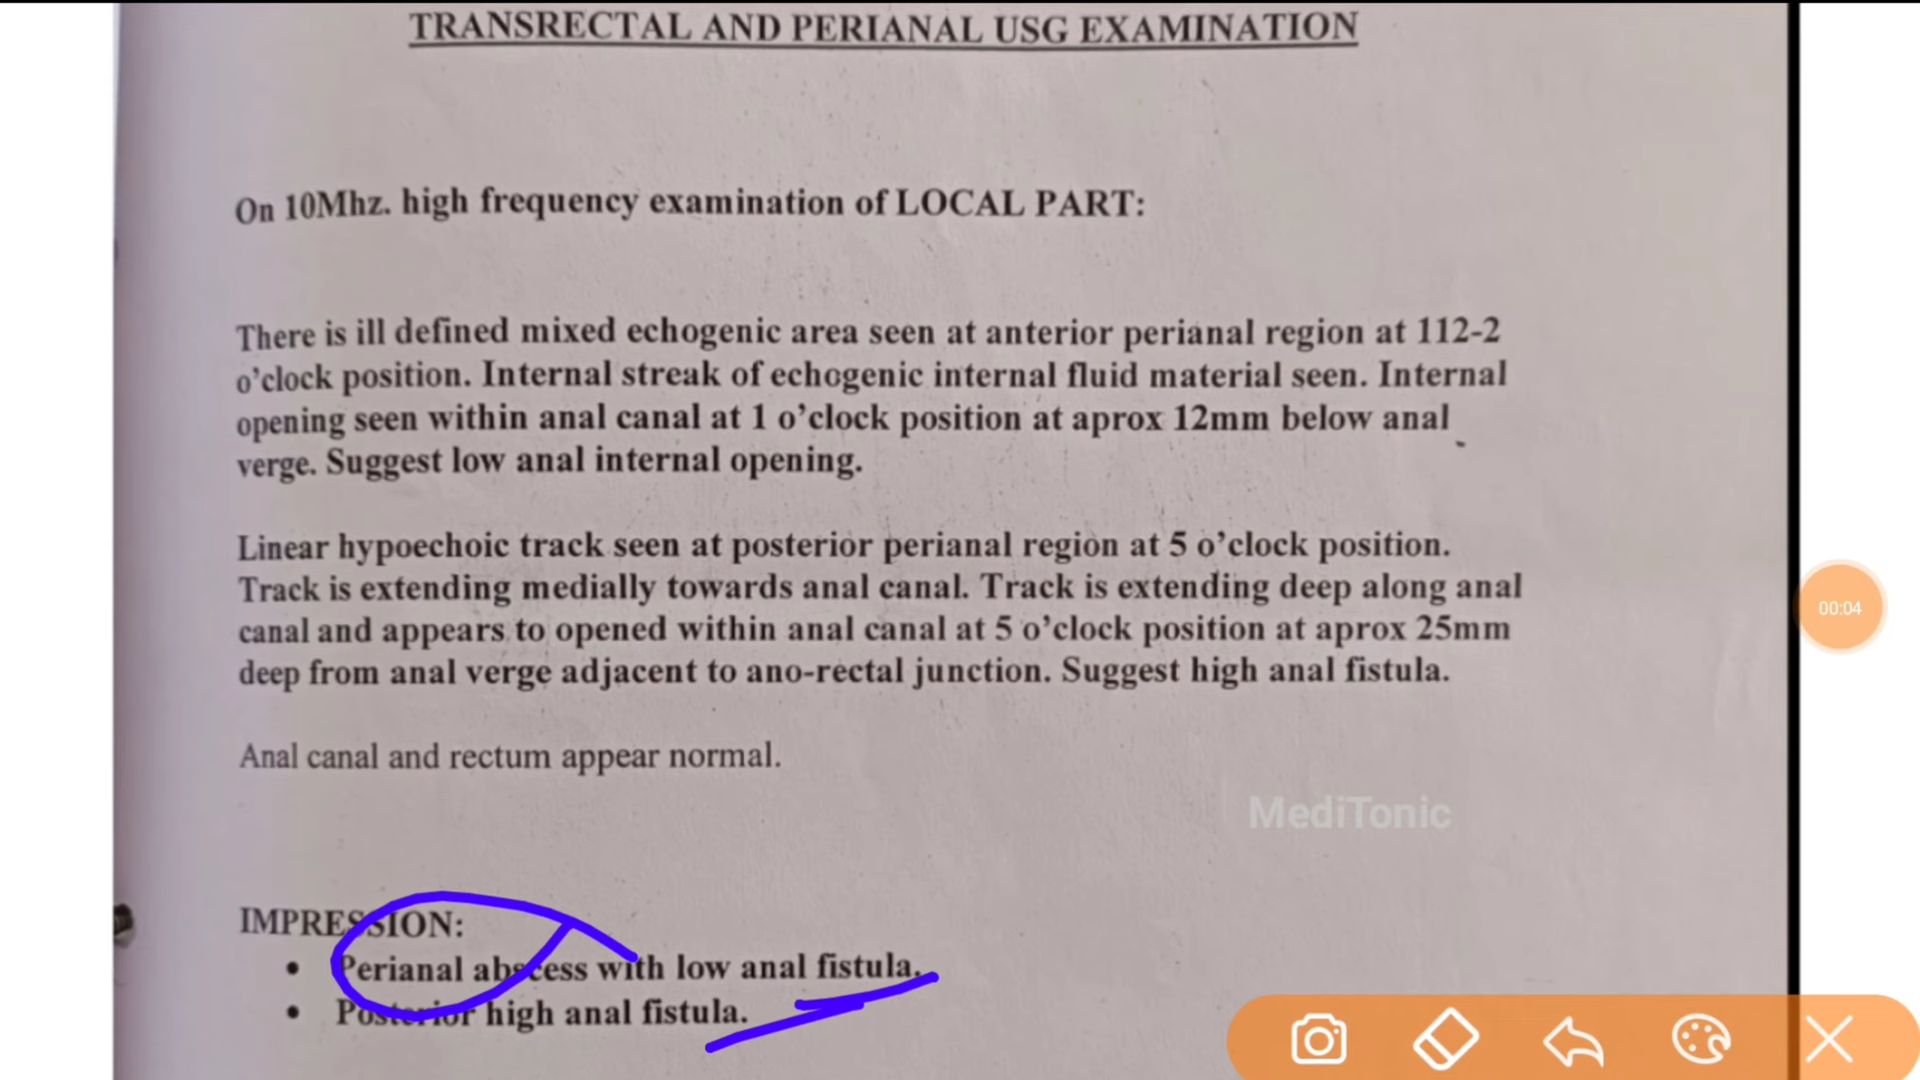 TRANSRECTAL AND PERIANAL USG EXAMINATION
On 10Mhz. high frequency examination of LOCAL PART:
There is ill defined mixed echogenic area seen at anterior perianal region at 112-2
o'clock position. Internal streak of echogenic internal fluid material seen. Internal
opening seen within anal canal at 1 o'clock position at aprox 12mm below anal
verge. Suggest low anal internal opening.
Linear hypoechoic track seen at posterior perianal region at 5 o'clock position.
Track is extending medially towards anal canal. Track is extending deep along anal
canal and appears to opened within anal canal at 5 o'clock position at aprox 25mm
deep from anal verge adjacent to ano-rectal junction. Suggest high anal fistula.
Anal canal and rectum appear normal.
MediTonic
IMPRESSION:
• Perianal abscess with low anal fistula.
• Posterior high anal fistula.
00:04